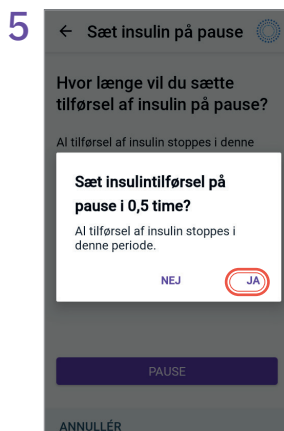 5
← Sæt insulin på pause
Hvor længe vil du sætte
tilførsel af insulin på pause?
Al tilførsel af insulin stoppes i denne
Sæt insulintilførsel på
pause i 0,5 time?
Al tilførsel af insulin stoppes i
denne periode.
NEJ JA
PAUSE
ANNULLÉR